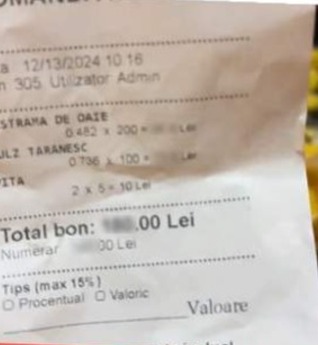 a 12/13/2024 10 16
n 305 Utilizator Admin
STRAMA DE OAIE
0.482 x 200 = Lei
ULZ TARANESC
0.736 x 100 =
ITA
2 x 5 = 10 Lei
Total bon: .00 Lei
Numerar 00 Lei
Tips (max 15%)
O Procentual O Valoric
Valoare